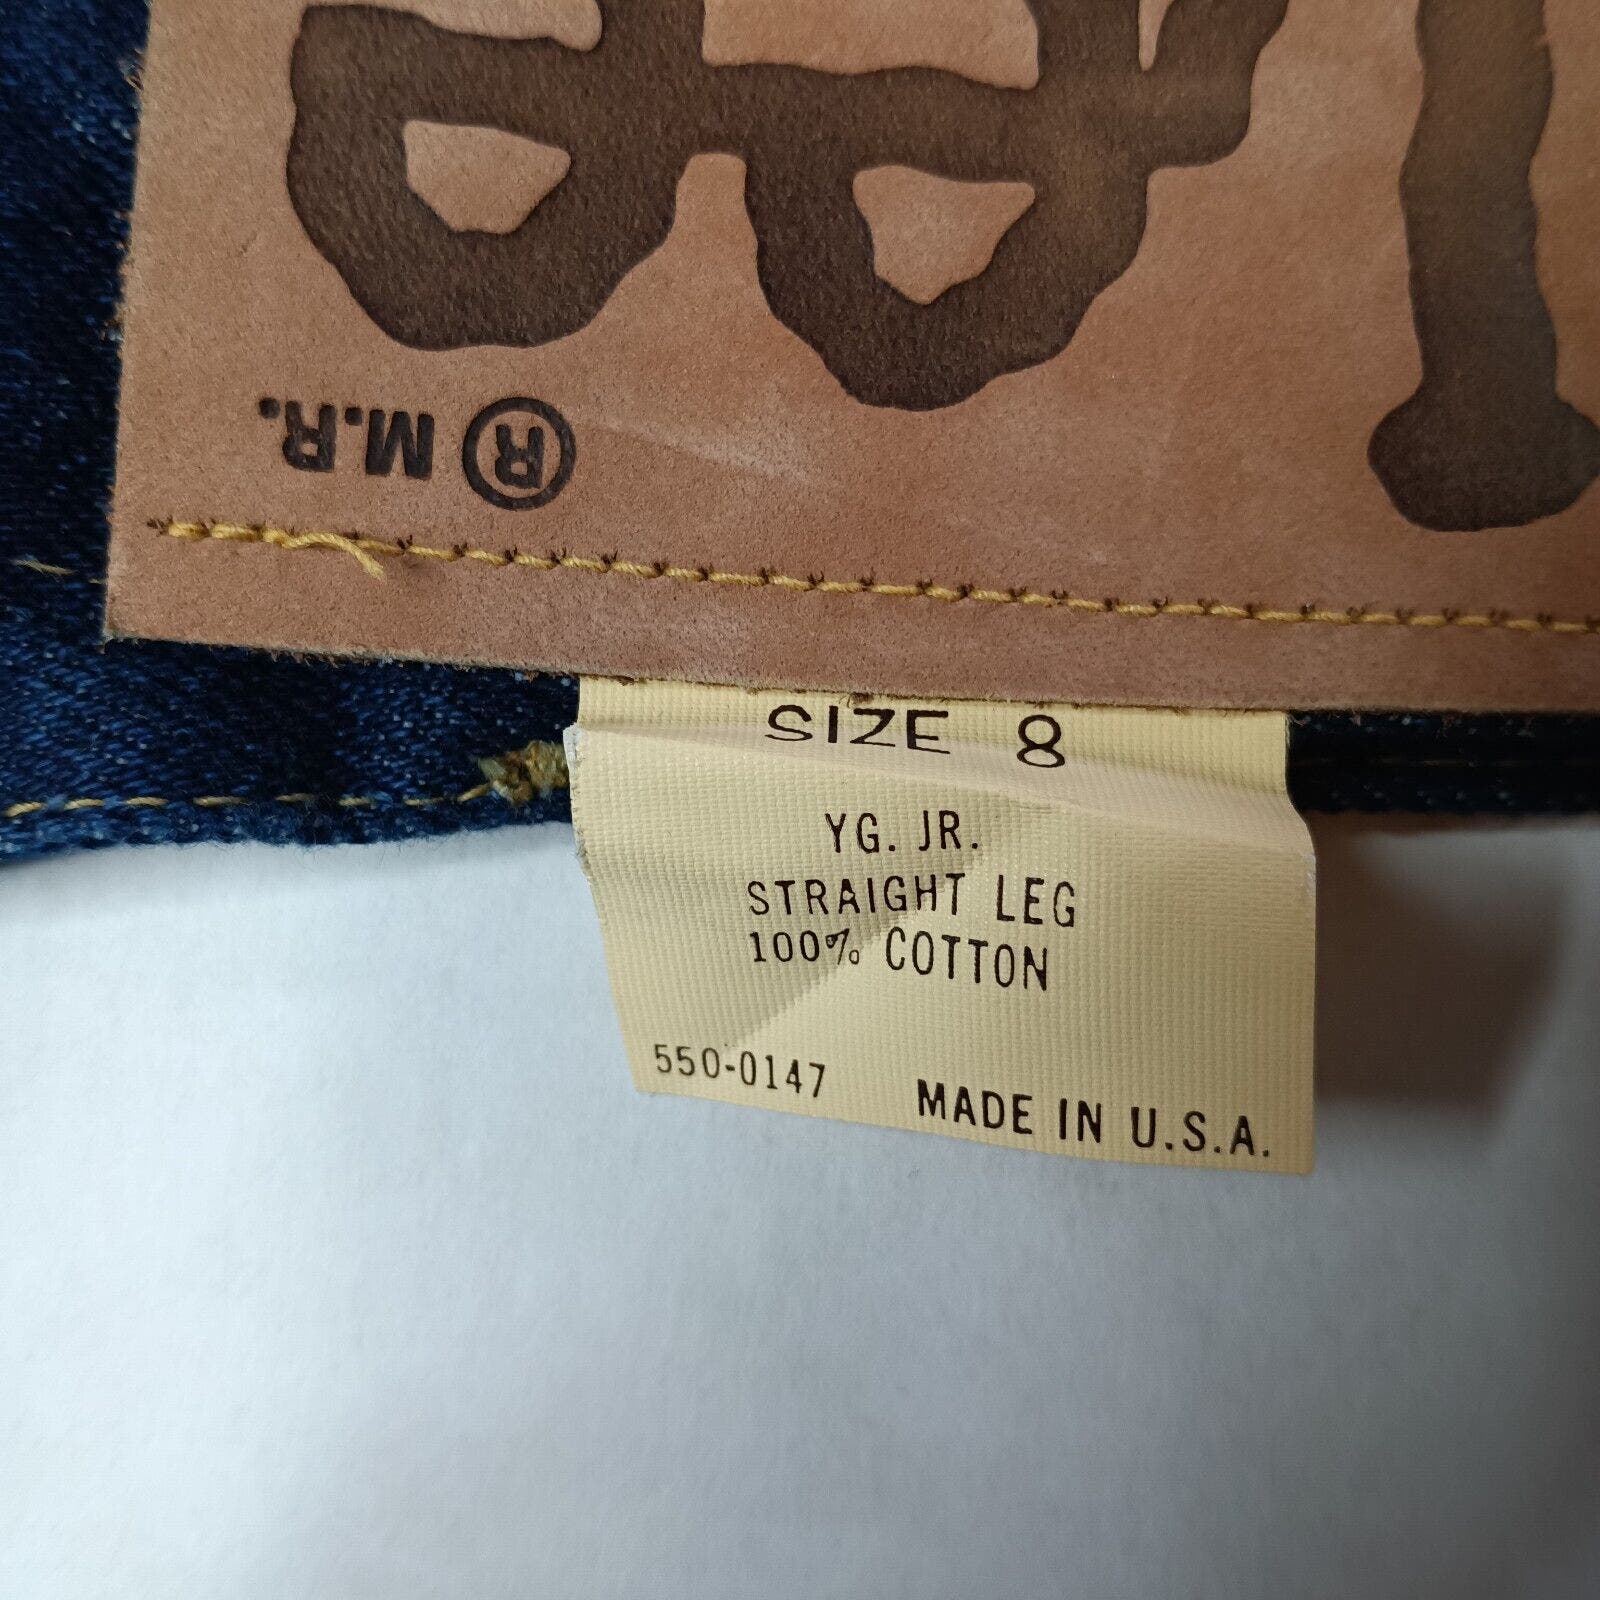 ® M.R.
SIZE 8
YG. JR.
STRAIGHT LEG
100% COTTON
550-0147 MADE IN U.S.A.